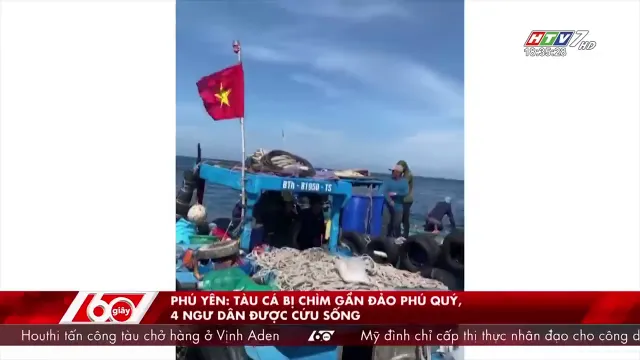 HTV7 HD
18:35:28
BTh - 81950 - TS
60 giây
PHÚ YÊN: TÀU CÁ BỊ CHÌM GẦN ĐẢO PHÚ QUÝ,
4 NGƯ DÂN ĐƯỢC CỨU SỐNG
Houthi tấn công tàu chở hàng ở Vịnh Aden 60 Mỹ đình chỉ cấp thị thực nhân đạo cho công d